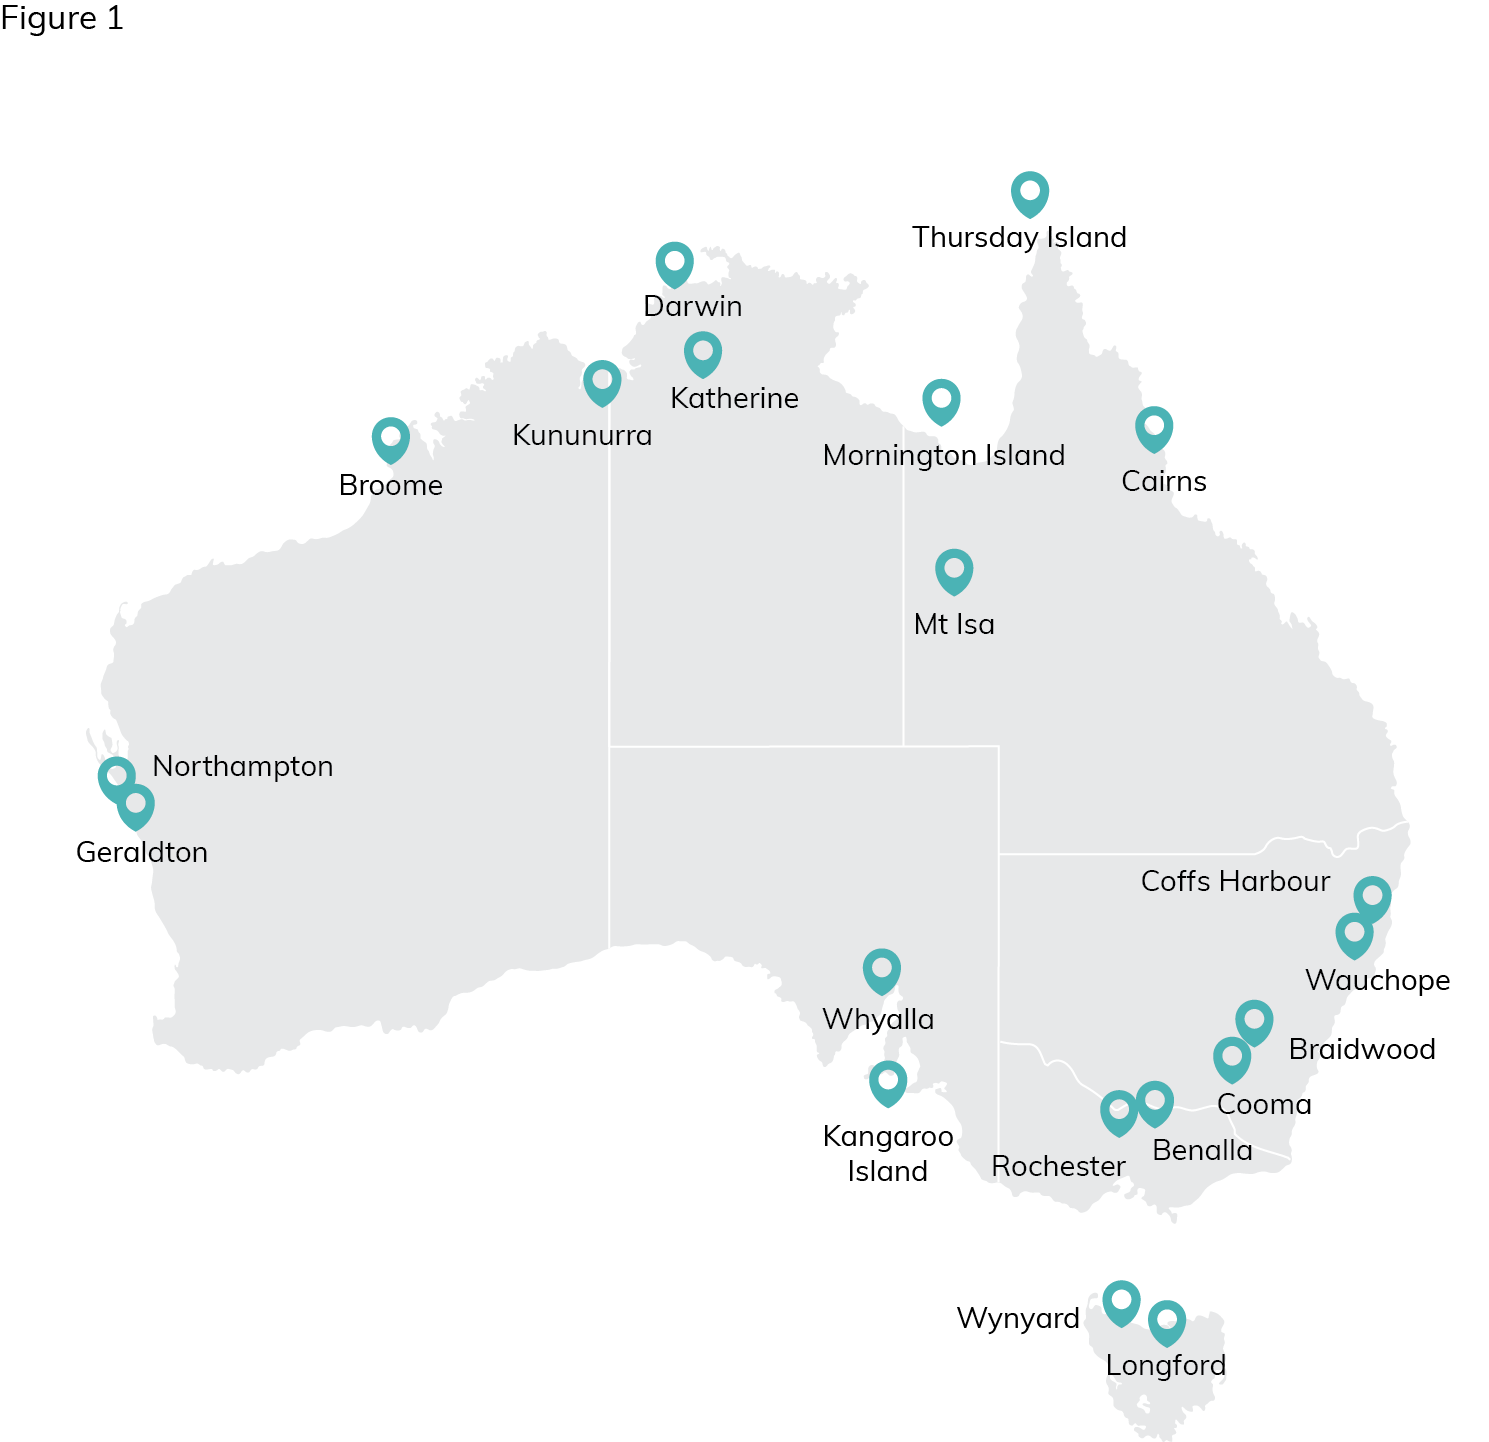 Figure 1
Thursday Island
Darwin
Katherine
Kununurra
Mornington Island
Cairns
Broome
Mt Isa
Northampton
Geraldton
Coffs Harbour
Wauchope
Whyalla
Braidwood
Cooma
Kangaroo
Island
Benalla
Rochester
Wynyard
Longford